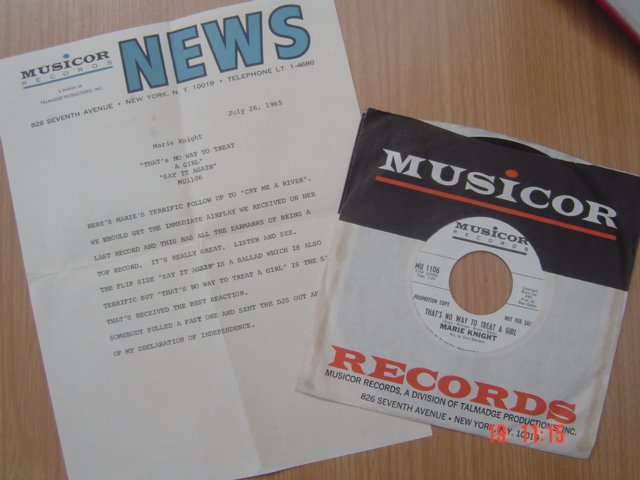 MUSICOR
RECORDS
A DIVISION OF
TALMADGE PRODUCTIONS, INC.
NEWS
826 SEVENTH AVENUE • NEW YORK, N. Y. 10019 • TELEPHONE LT. 1-4680
July 26, 1965
Marie Knight
"THAT's NO WAY TO TREAT
A GIRL"
"SAY IT AGAIN"
MU1106
HERE'S MARIE'S TERRIFIC FOLLOW UP TO "CRY ME A RIVER".
WE SHOULD GET THE IMMEDIATE AIRPLAY WE RECEIVED ON HER
LAST RECORD AND THIS HAS ALL THE EARMARKS OF BEING A
TOP RECORD. IT'S REALLY GREAT. LISTEN AND SEE.
THE FLIP SIDE "SAY IT AGAIN" IS A BALLAD WHICH IS ALSO
TERRIFIC BUT "THAT'S NO WAY TO TREAT A GIRL" IS THE
THAT'S RECEIVED THE BEST REACTION.
SOMEBODY PULLED A FAST ONE AND SENT THE DJS OUT
OF MY DECLARATION OF INDEPENDENCE.
MUSICOR
MUSICOR
RECORDS
MU 1106
PROMOTION COPY
NOT FOR SALE
THAT'S NO WAY TO TREAT A GIRL
MARIE KNIGHT
RECORDS
MUSICOR RECORDS, A DIVISION OF TALMADGE PRODUCTIONS, INC.
826 SEVENTH AVENUE • NEW YORK, N.Y. 10019
19 11:15